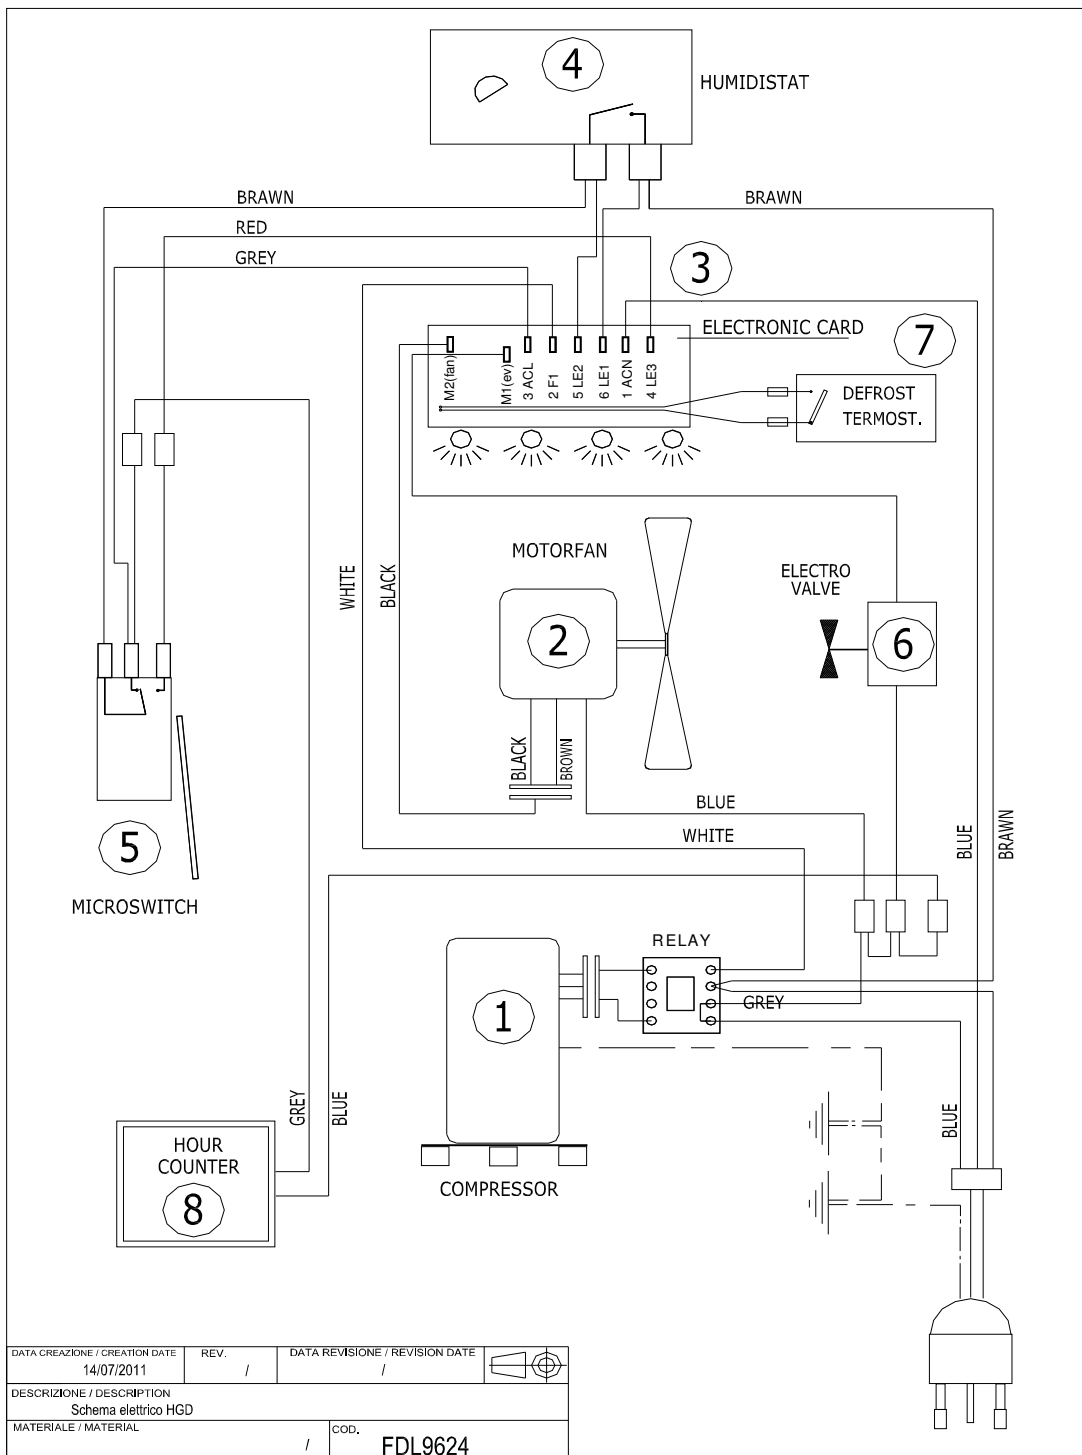 4
HUMIDISTAT
BRAWN
BRAWN
RED
GREY
3
ELECTRONIC CARD
7
M2(fan)
M1(ev)
3 ACL
2 F1
5 LE2
6 LE1
1 ACN
4 LE3
DEFROST
TERMOST.
MOTORFAN
WHITE
BLACK
ELECTRO
VALVE
2
6
BLACK
BROWN
BLUE
WHITE
BLUE
BRAWN
5
MICROSWITCH
RELAY
1
GREY
GREY
BLUE
BLUE
HOUR
COUNTER
8
COMPRESSOR
DATA CREAZIONE / CREATION DATE
14/07/2011
REV.
/
DATA REVISIONE / REVISION DATE
/
DESCRIZIONE / DESCRIPTION
Schema elettrico HGD
MATERIALE / MATERIAL
/
COD.
FDL9624